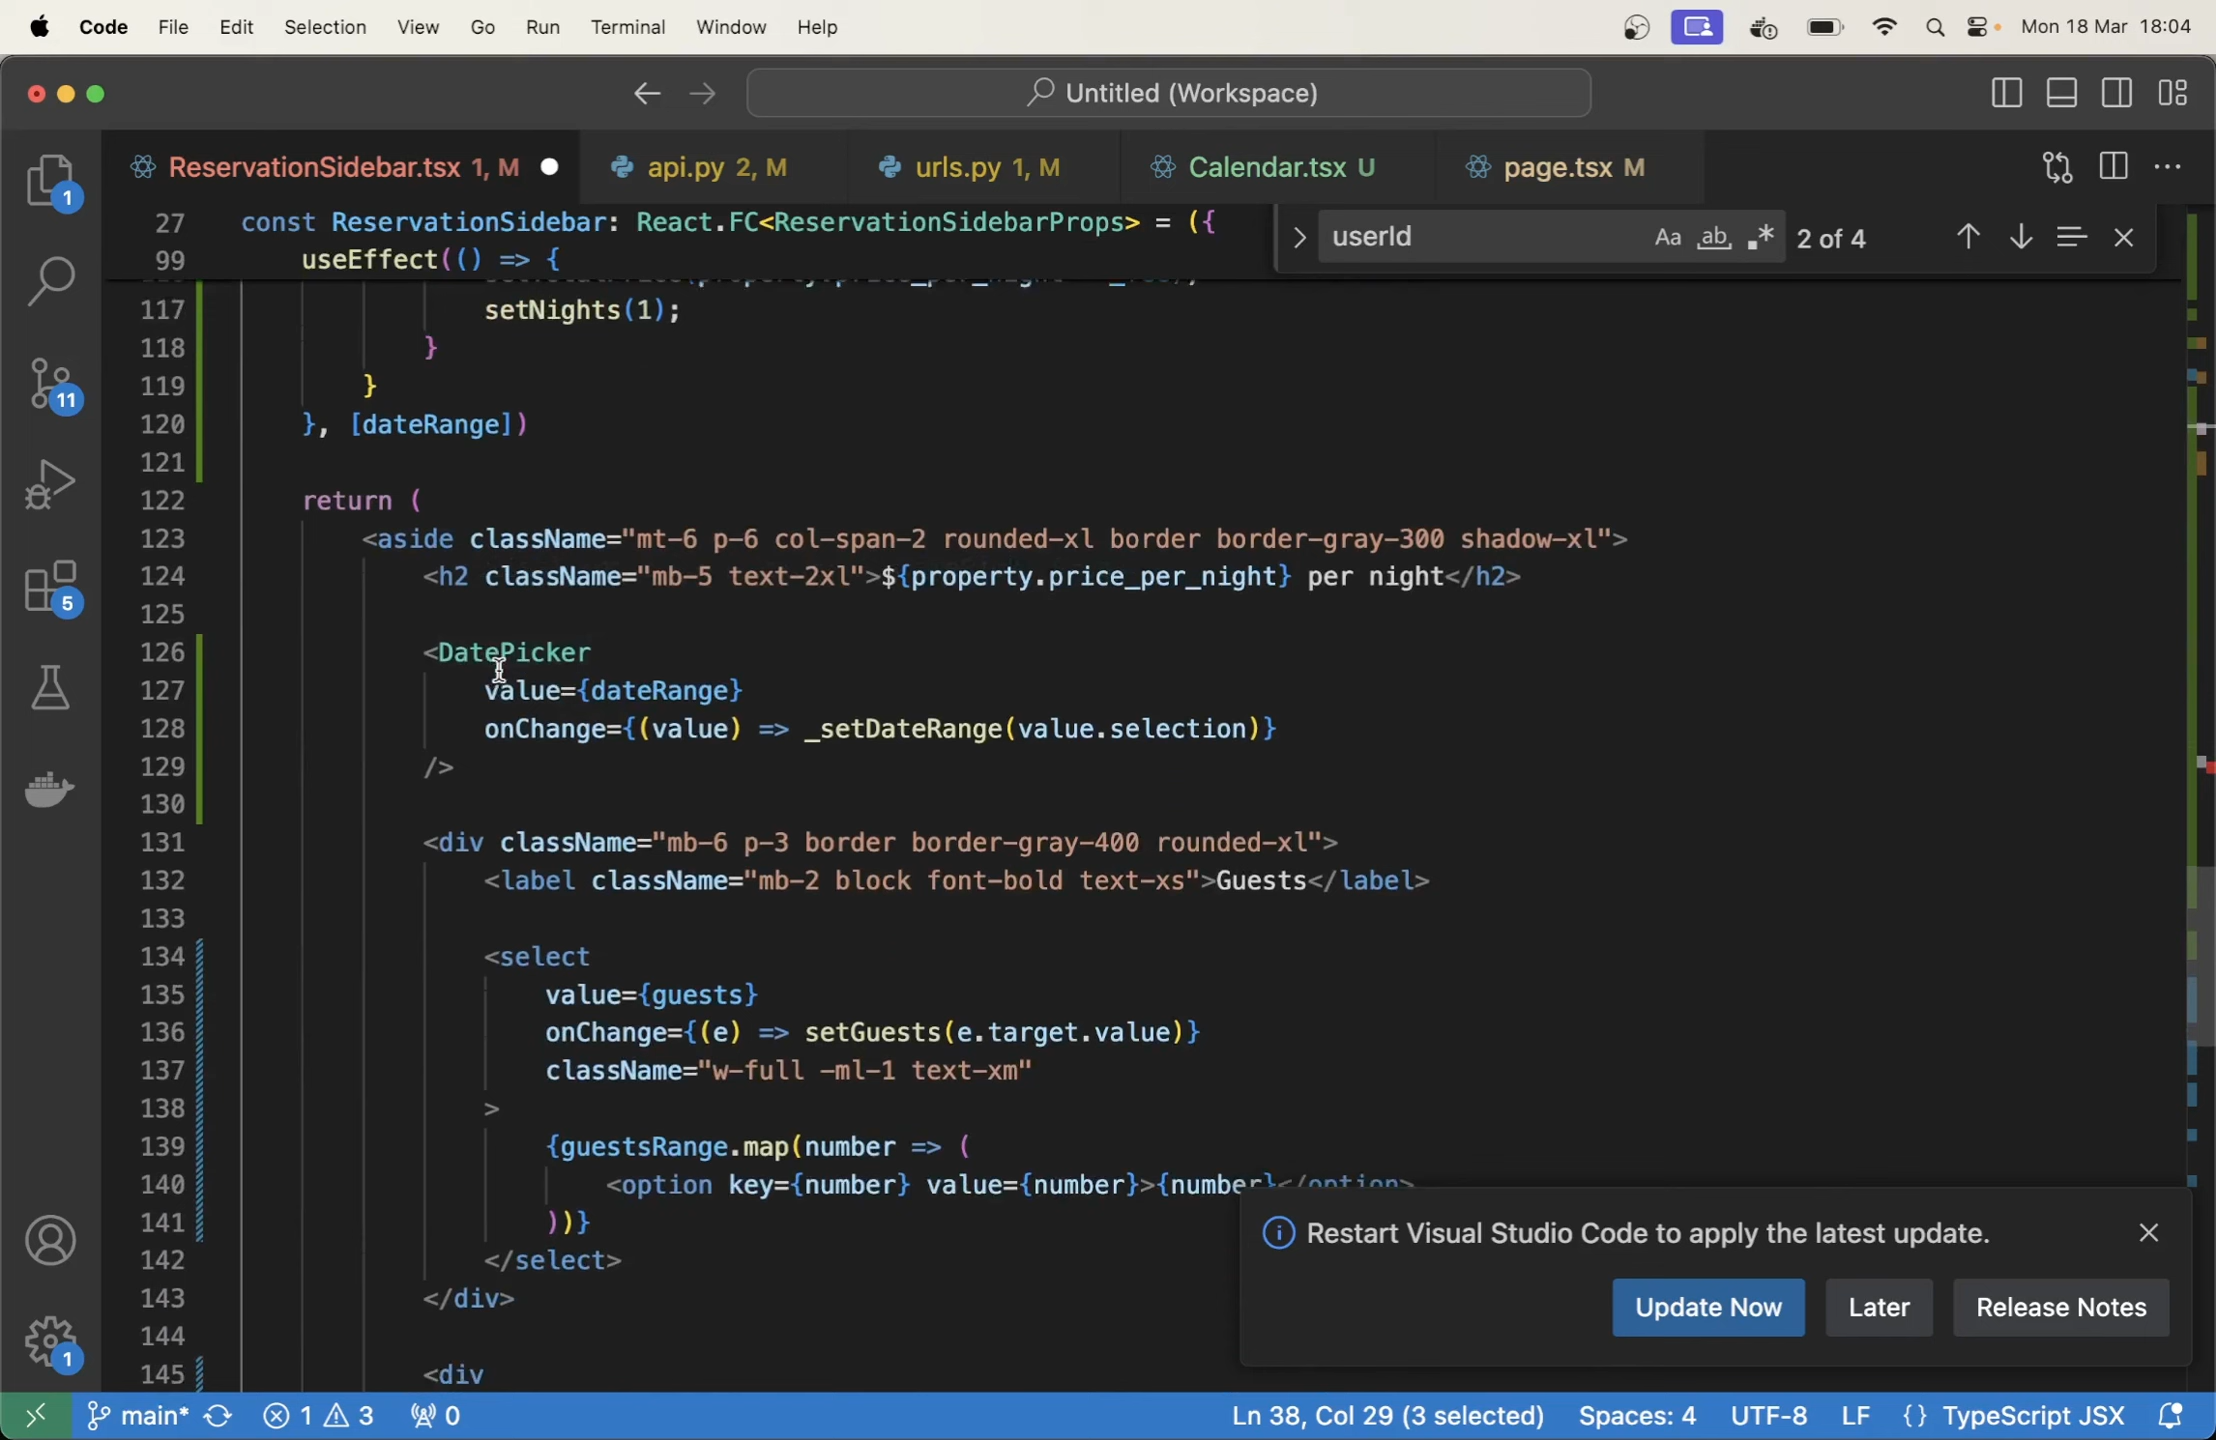 Code File Edit Selection View Go Run Terminal Window Help Mon 18 Mar 18:04
Untitled (Workspace)
ReservationSidebar.tsx 1, M api.py 2, M urls.py 1, M Calendar.tsx U page.tsx M
27 const ReservationSidebar: React.FC<ReservationSidebarProps> = ({
99 useEffect(() => {
userId Aa ab .* 2 of 4
117 setNights(1);
118 }
119 }
120 }, [dateRange])
121
122 return (
123 <aside className="mt-6 p-6 col-span-2 rounded-xl border border-gray-300 shadow-xl">
124 <h2 className="mb-5 text-2xl">${property.price_per_night} per night</h2>
125
126 <DatePicker
127 value={dateRange}
128 onChange={(value) => _setDateRange(value.selection)}
129 />
130
131 <div className="mb-6 p-3 border border-gray-400 rounded-xl">
132 <label className="mb-2 block font-bold text-xs">Guests</label>
133
134 <select
135 value={guests}
136 onChange={(e) => setGuests(e.target.value)}
137 className="w-full -ml-1 text-xm"
138 >
139 {guestsRange.map(number => (
140 <option key={number} value={number}>{number}</option>
141 ))}
142 </select>
143 </div>
144
145 <div
1
11
5
1
Restart Visual Studio Code to apply the latest update.
Update Now Later Release Notes
main* 1 3 0 Ln 38, Col 29 (3 selected) Spaces: 4 UTF-8 LF {} TypeScript JSX